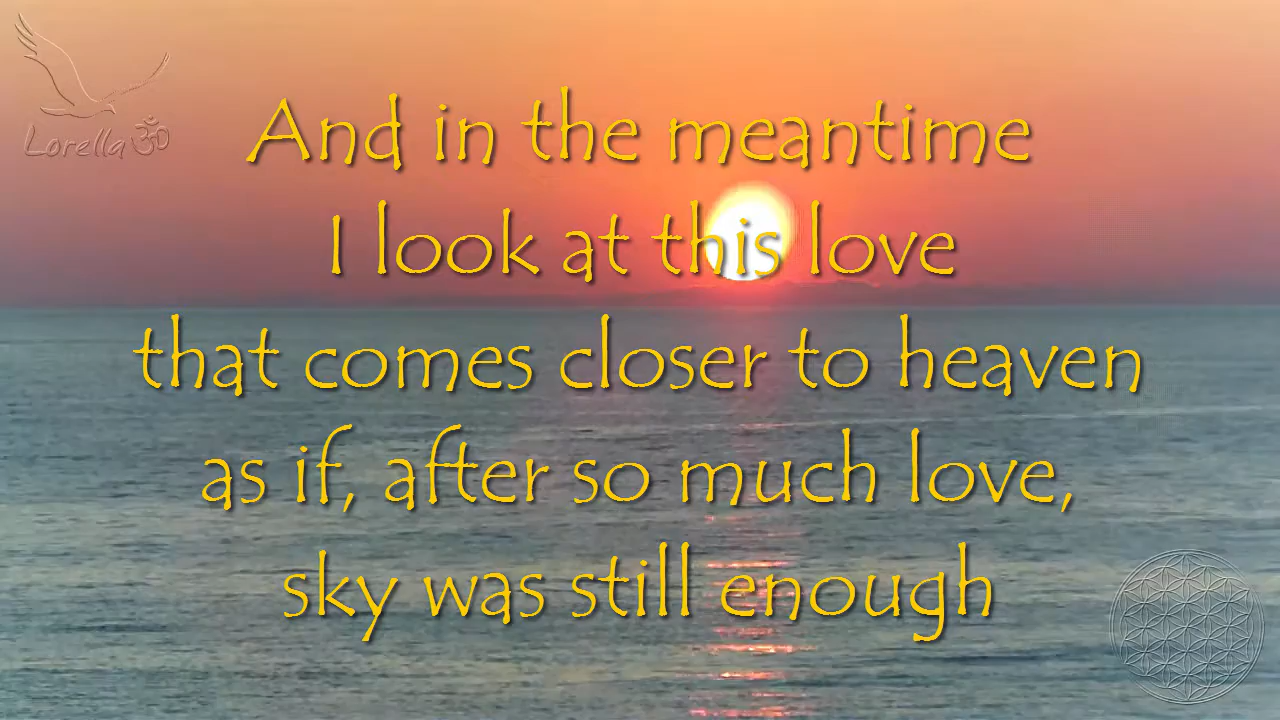 Lorella ॐ
And in the meantime
I look at this love
that comes closer to heaven
as if, after so much love,
sky was still enough